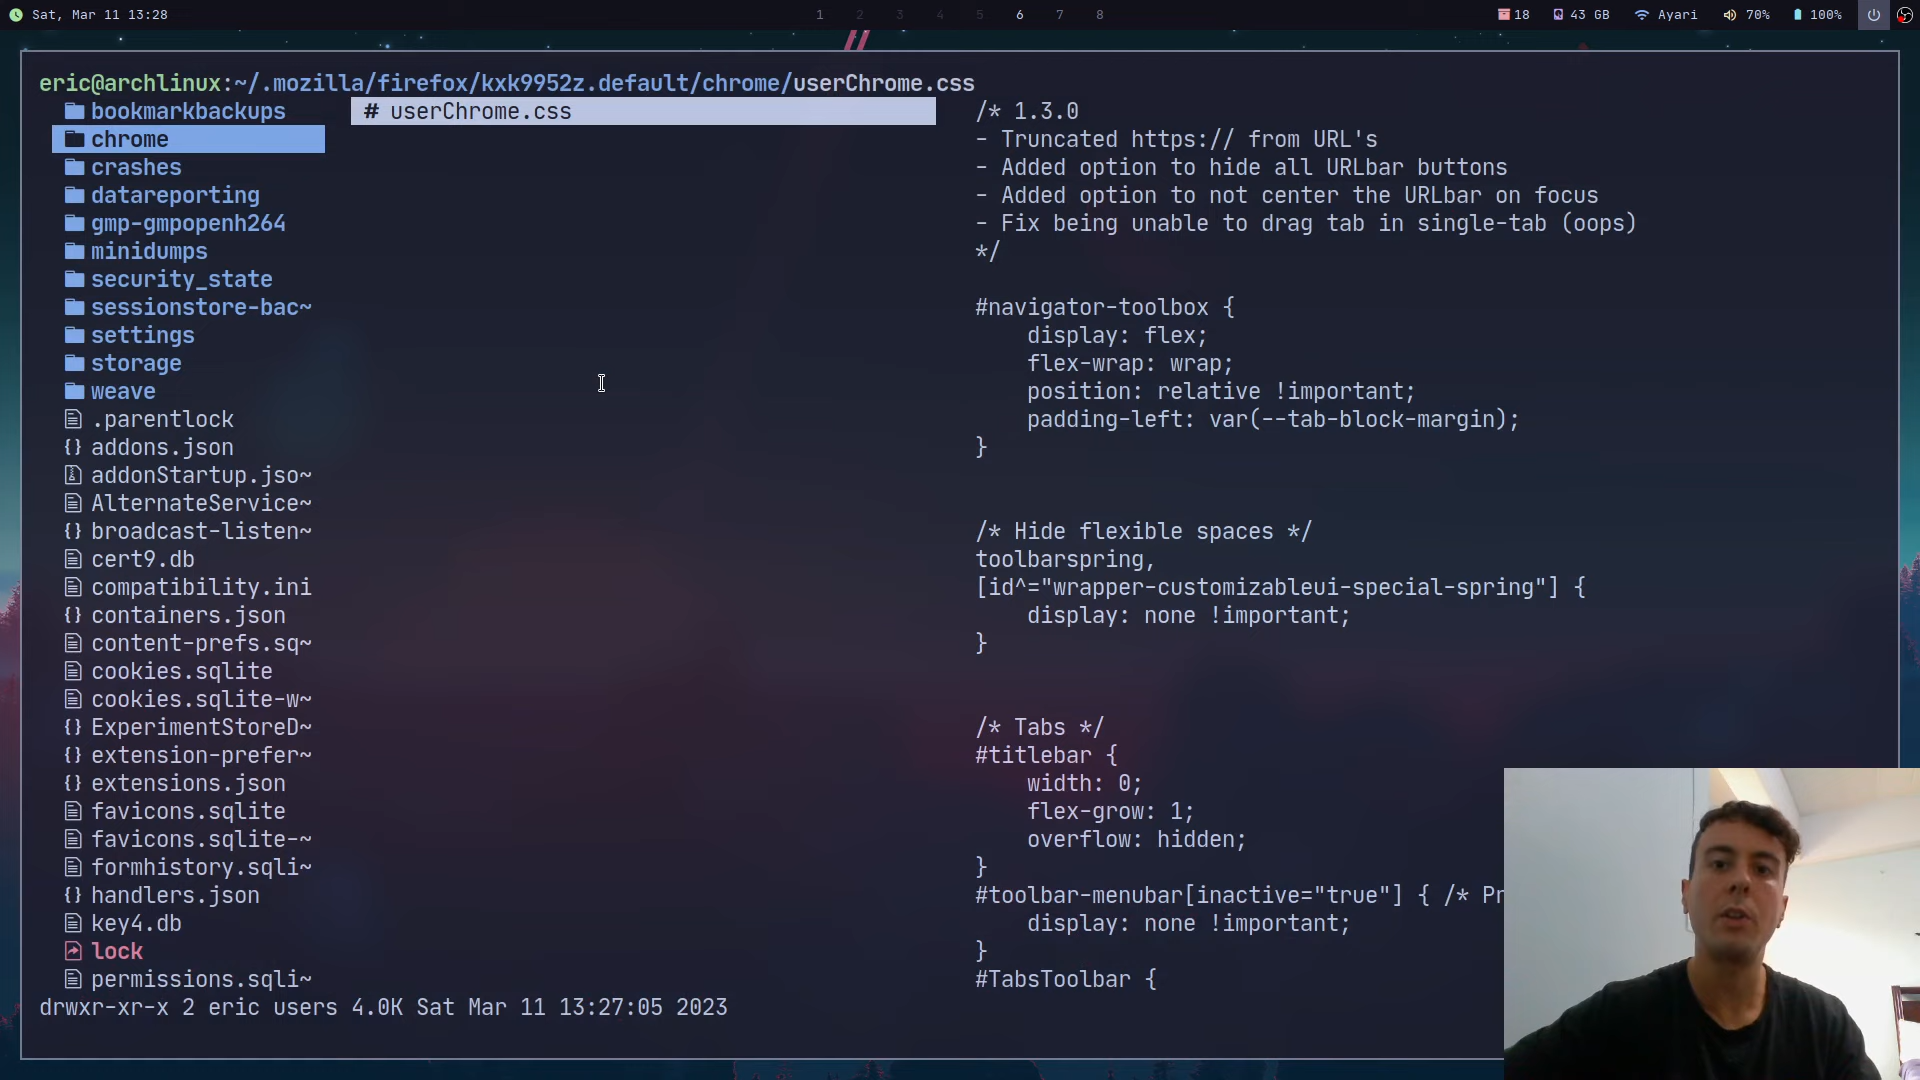 Sat, Mar 11 13:28
1 2 3 4 5 6 7 8
18 43 GB Ayari 70% 100%
eric@archlinux:~/.mozilla/firefox/kxk9952z.default/chrome/userChrome.css
bookmarkbackups
chrome
crashes
datareporting
gmp-gmpopenh264
minidumps
security_state
sessionstore-bac~
settings
storage
weave
.parentlock
{} addons.json
addonStartup.jso~
AlternateService~
{} broadcast-listen~
cert9.db
compatibility.ini
{} containers.json
content-prefs.sq~
cookies.sqlite
cookies.sqlite-w~
{} ExperimentStoreD~
{} extension-prefer~
{} extensions.json
favicons.sqlite
favicons.sqlite-~
formhistory.sqli~
{} handlers.json
key4.db
lock
permissions.sqli~
# userChrome.css
/* 1.3.0
- Truncated https:// from URL's
- Added option to hide all URLbar buttons
- Added option to not center the URLbar on focus
- Fix being unable to drag tab in single-tab (oops)
*/
#navigator-toolbox {
display: flex;
flex-wrap: wrap;
position: relative !important;
padding-left: var(--tab-block-margin);
}
/* Hide flexible spaces */
toolbarspring,
[id^="wrapper-customizableui-special-spring"] {
display: none !important;
}
/* Tabs */
#titlebar {
width: 0;
flex-grow: 1;
overflow: hidden;
}
#toolbar-menubar[inactive="true"] { /* Pr
display: none !important;
}
#TabsToolbar {
drwxr-xr-x 2 eric users 4.0K Sat Mar 11 13:27:05 2023